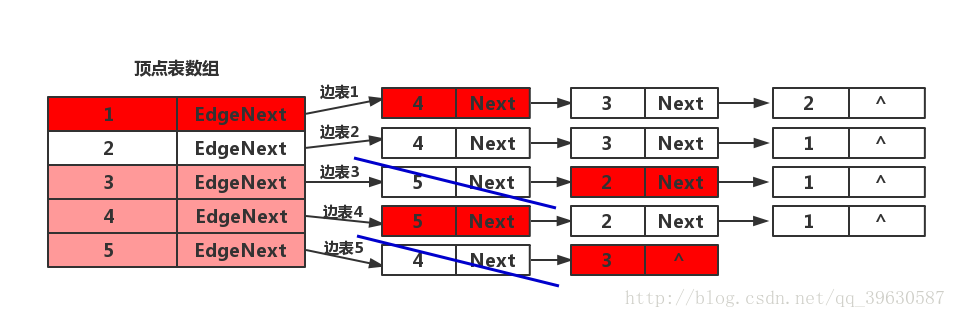 顶点表数组
1 EdgeNext 边表1 4 Next 3 Next 2 ^
2 EdgeNext 边表2 4 Next 3 Next 1 ^
3 EdgeNext 边表3 5 Next 2 Next 1 ^
4 EdgeNext 边表4 5 Next 2 Next 1 ^
5 EdgeNext 边表5 4 Next 3 ^
http://blog.csdn.net/qq_39630587